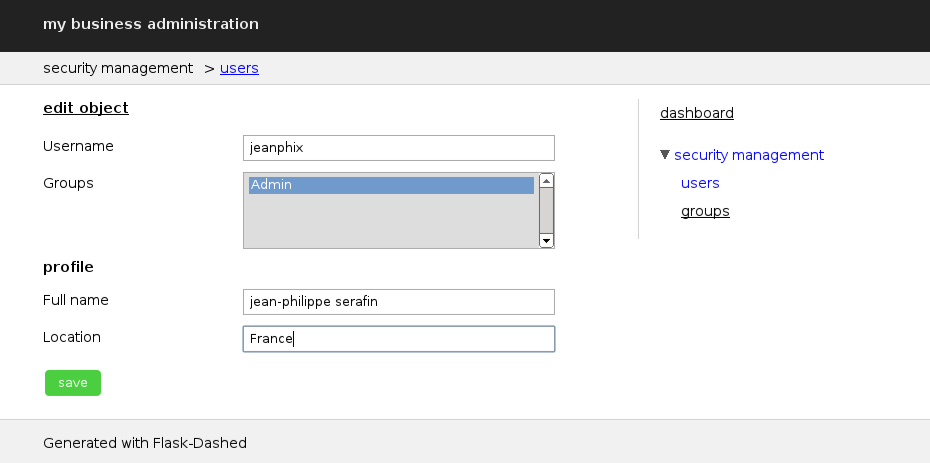 my business administration
security management > users
edit object
Username jeanphix
Groups Admin
profile
Full name jean-philippe serafin
Location France
save
dashboard
security management
users
groups
Generated with Flask-Dashed